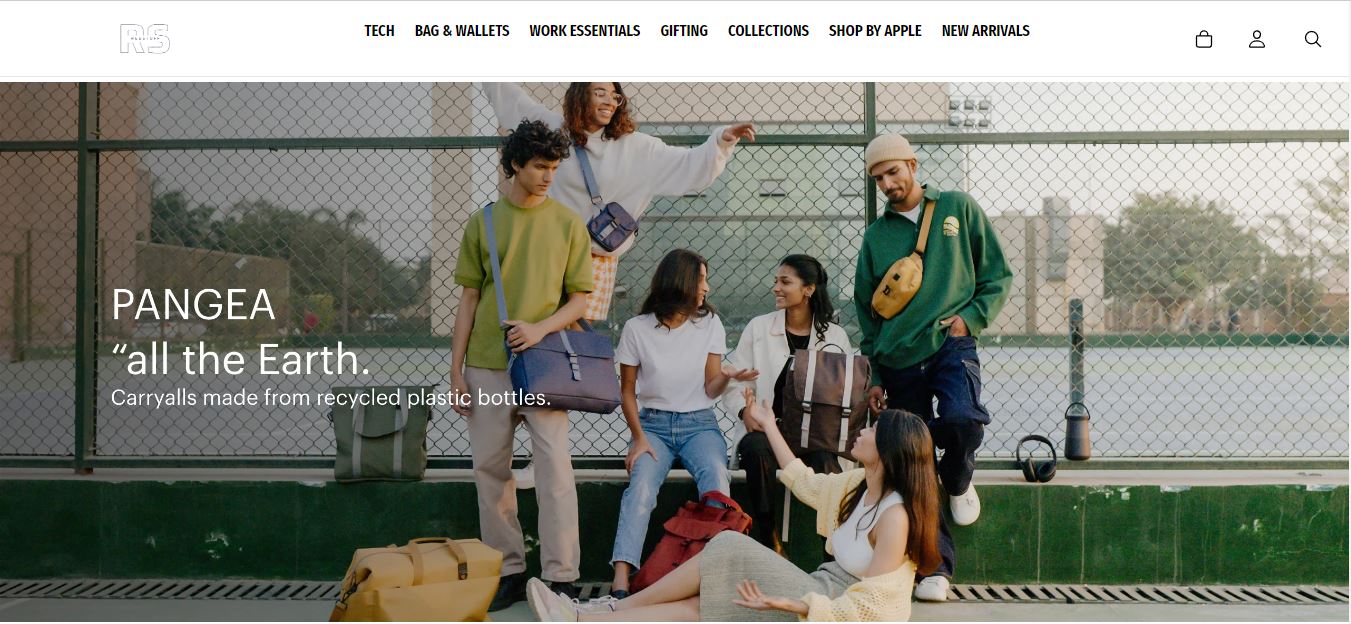 RS
TECH BAG & WALLETS WORK ESSENTIALS GIFTING COLLECTIONS SHOP BY APPLE NEW ARRIVALS
PANGEA
“all the Earth.
Carryalls made from recycled plastic bottles.